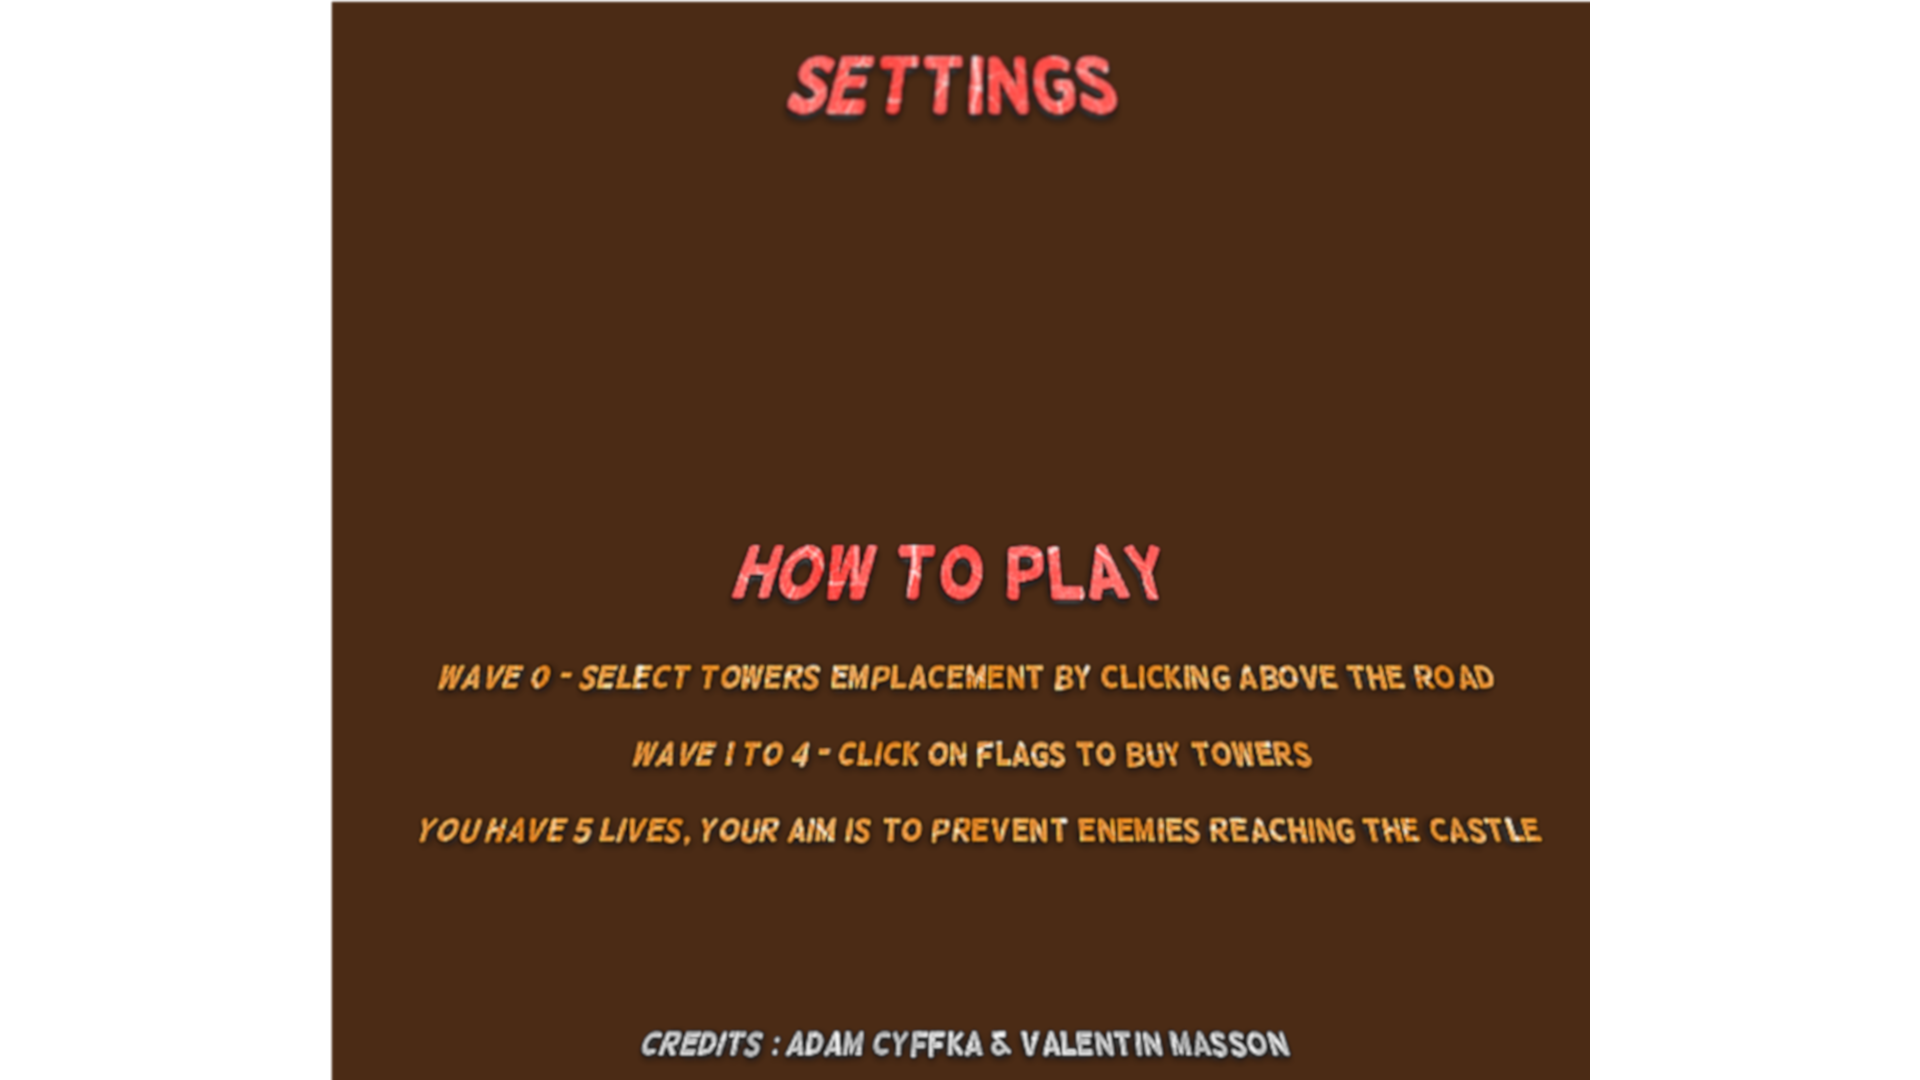 SETTINGS
HOW TO PLAY
WAVE 0 - SELECT TOWERS EMPLACEMENT BY CLICKING ABOVE THE ROAD
WAVE 1 TO 4 - CLICK ON FLAGS TO BUY TOWERS
YOU HAVE 5 LIVES, YOUR AIM IS TO PREVENT ENEMIES REACHING THE CASTLE
CREDITS : ADAM CYFFKA & VALENTIN MASSON